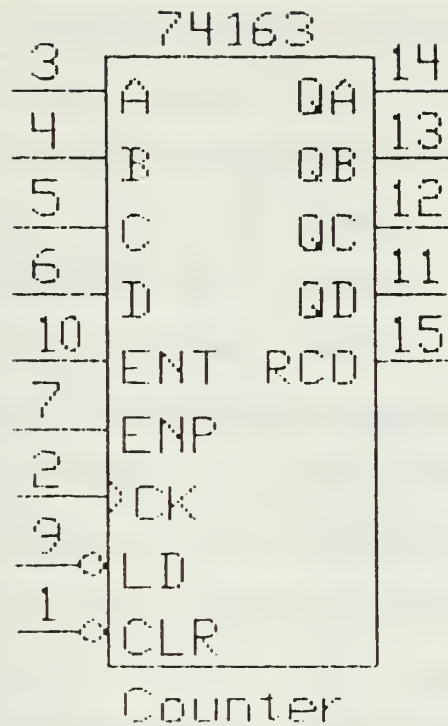 74163
3 A QA 14
4 B QB 13
5 C QC 12
6 D QD 11
10 ENT RCO 15
7 ENP
2 CK
9 LD
1 CLR
Counter